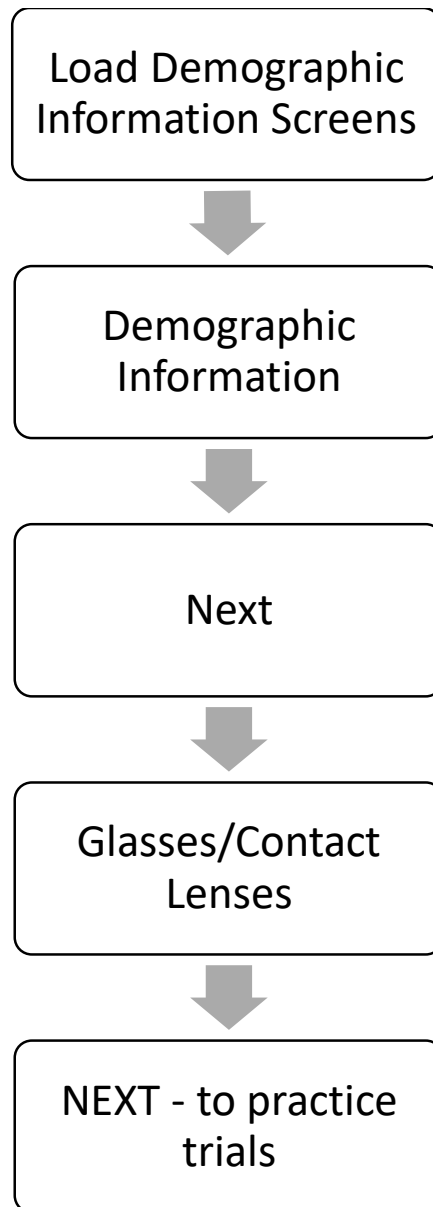 Load Demographic
Information Screens
Demographic
Information
Next
Glasses/Contact
Lenses
NEXT - to practice
trials